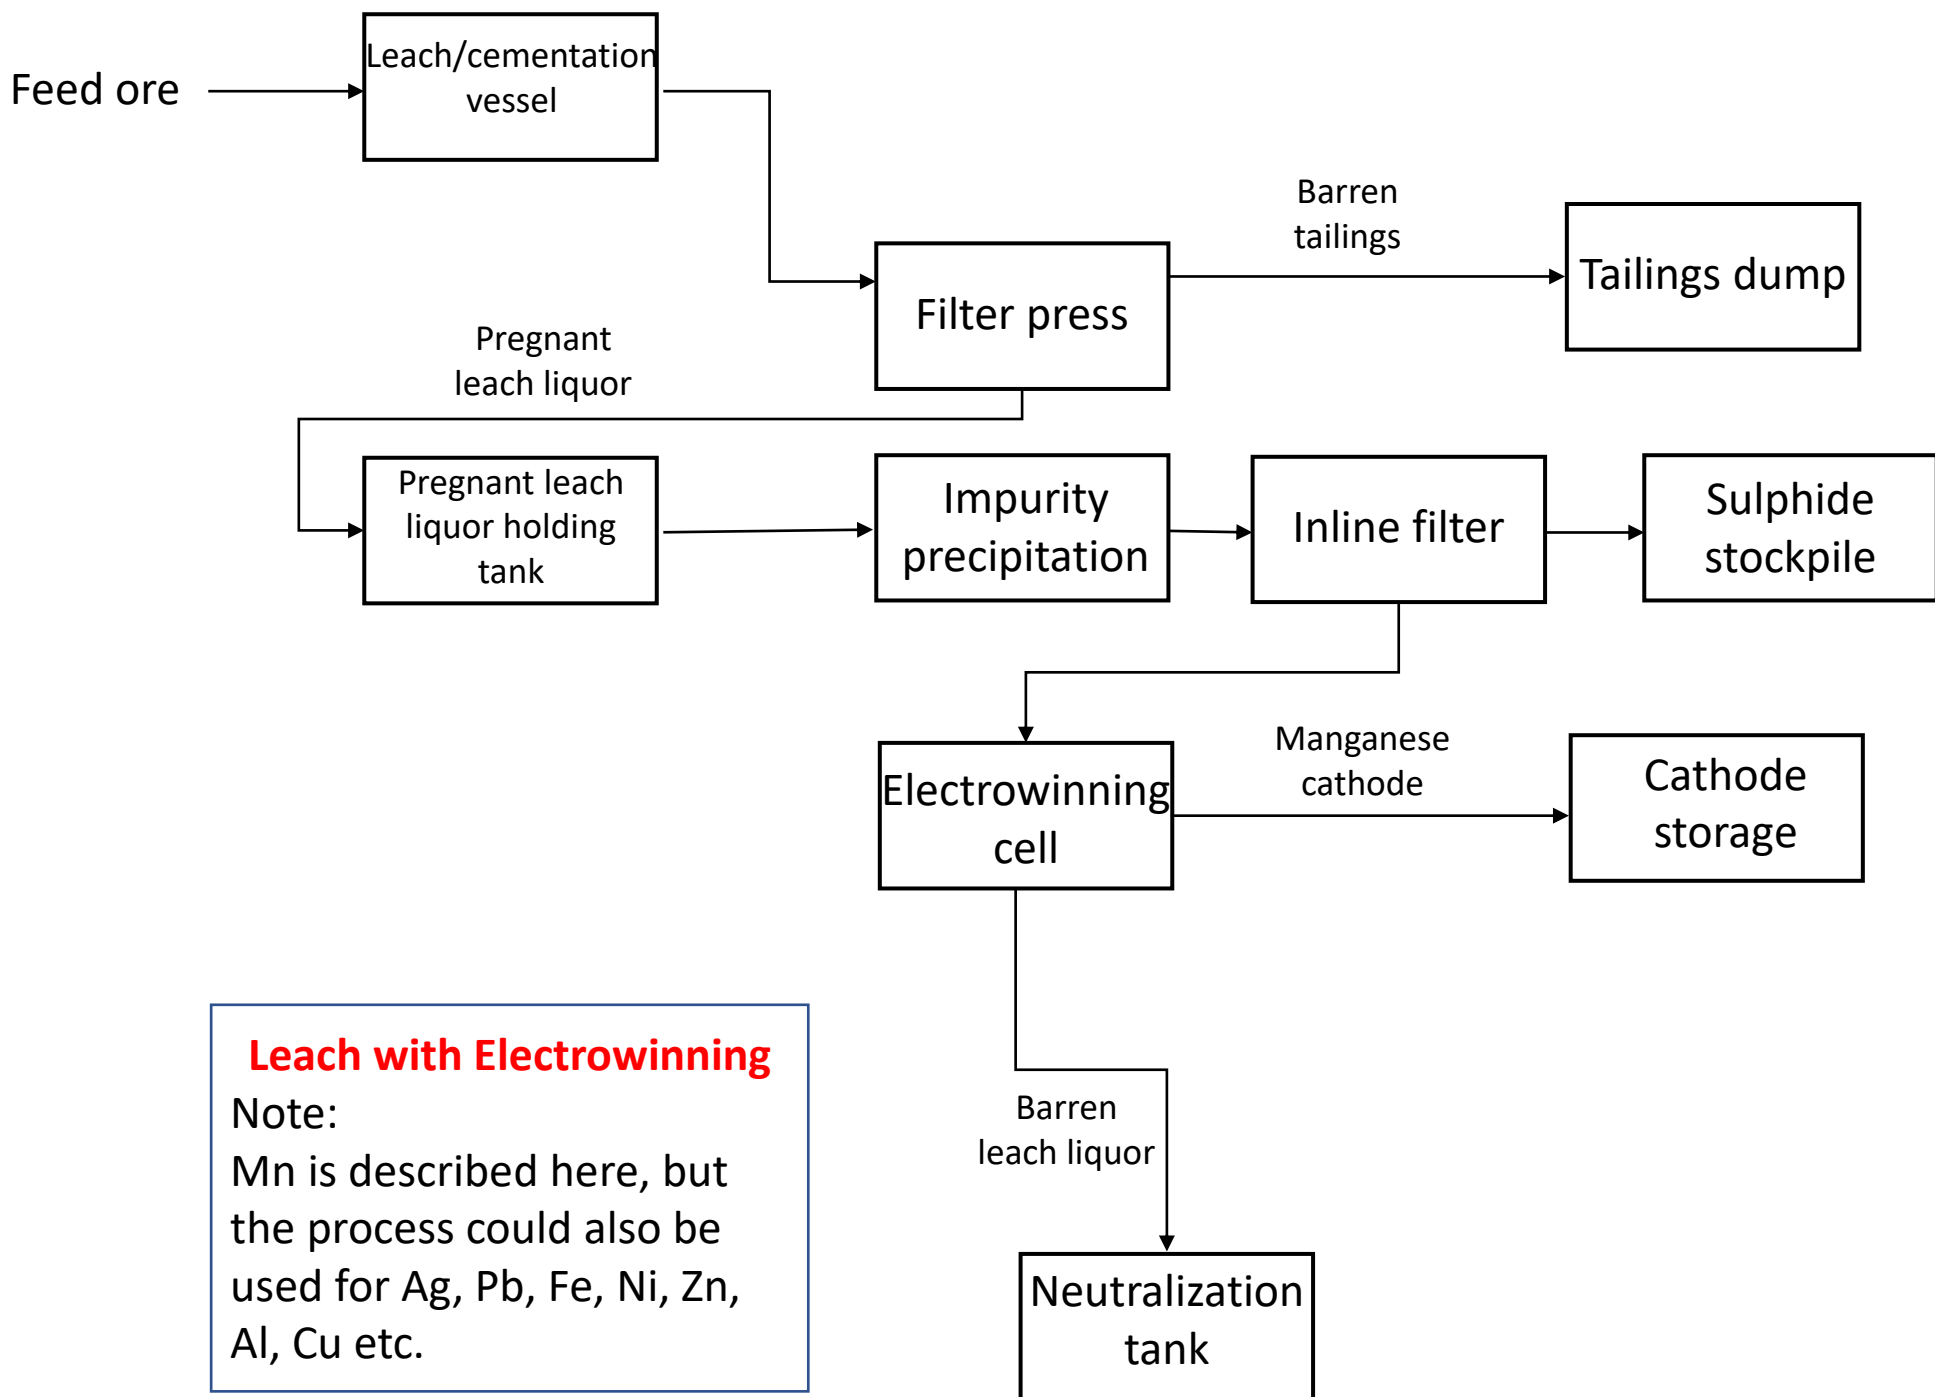 Feed ore
Leach/cementation
vessel
Barren
tailings
Filter press
Tailings dump
Pregnant
leach liquor
Pregnant leach
liquor holding
tank
Impurity
precipitation
Inline filter
Sulphide
stockpile
Electrowinning
cell
Manganese
cathode
Cathode
storage
Barren
leach liquor
Neutralization
tank
Leach with Electrowinning
Note:
Mn is described here, but
the process could also be
used for Ag, Pb, Fe, Ni, Zn,
Al, Cu etc.